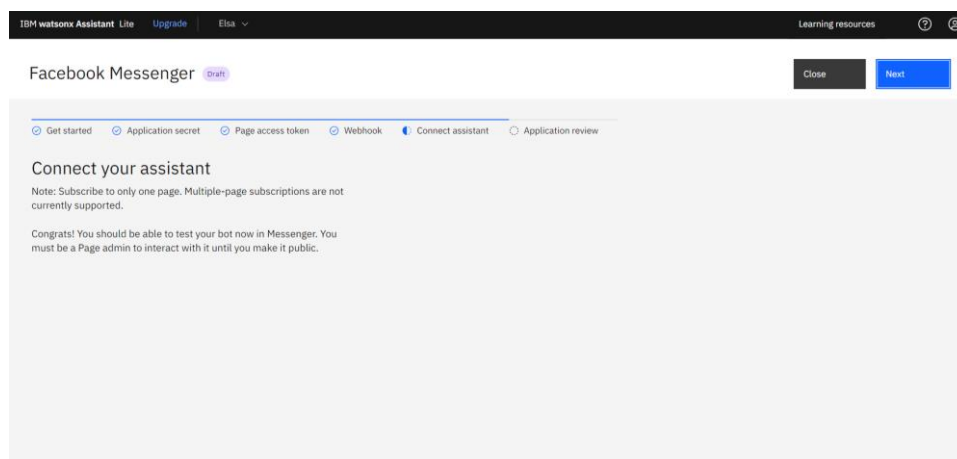 IBM watsonx Assistant Lite Upgrade Elsa Learning resources
Facebook Messenger Draft Close Next
Get started Application secret Page access token Webhook Connect assistant Application review
Connect your assistant
Note: Subscribe to only one page. Multiple-page subscriptions are not
currently supported.
Congrats! You should be able to test your bot now in Messenger. You
must be a Page admin to interact with it until you make it public.